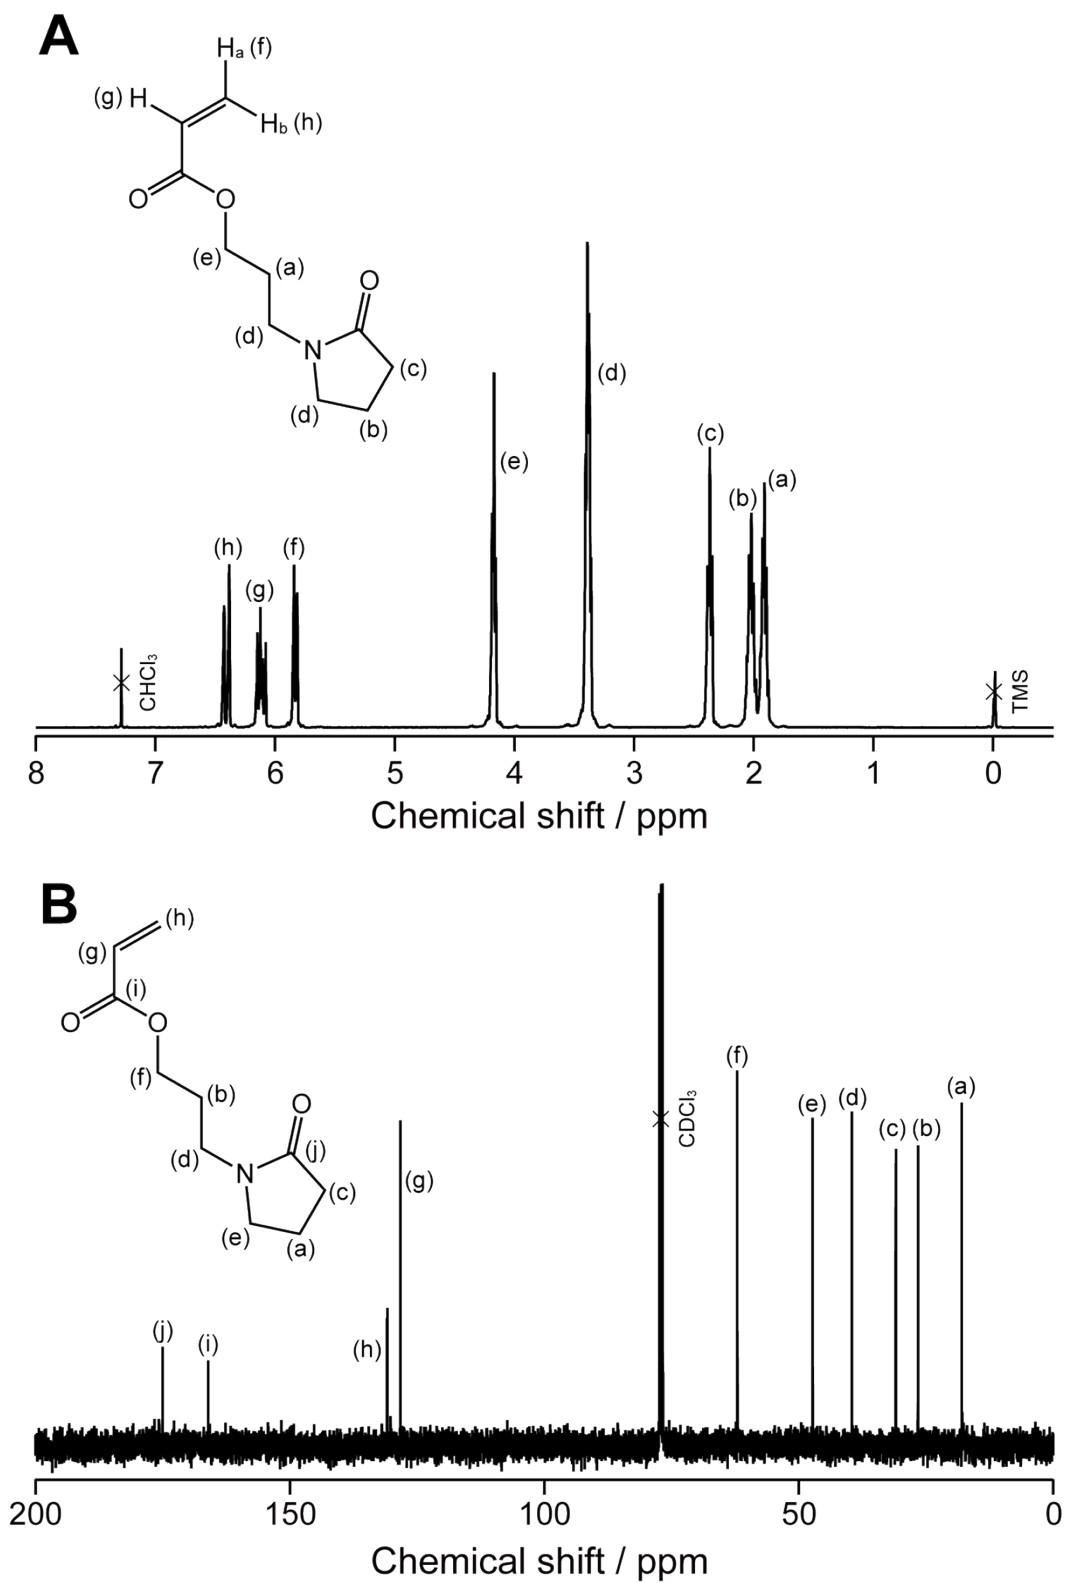 A
Hₐ (f)
(g) H
H_b (h)
O
O
(e)
(a)
O
(d)
N
(c)
(d)
(b)
(d)
(e)
(c)
(b)
(a)
(h)
(g)
(f)
CHCl₃
TMS
8 7 6 5 4 3 2 1 0
Chemical shift / ppm
B
(h)
(g)
(i)
O
O
(f)
(b)
O
(j)
(d)
N
(c)
(e)
(a)
(f)
(e)
(d)
(c)
(b)
(a)
CDCl₃
(g)
(h)
(j)
(i)
200 150 100 50 0
Chemical shift / ppm